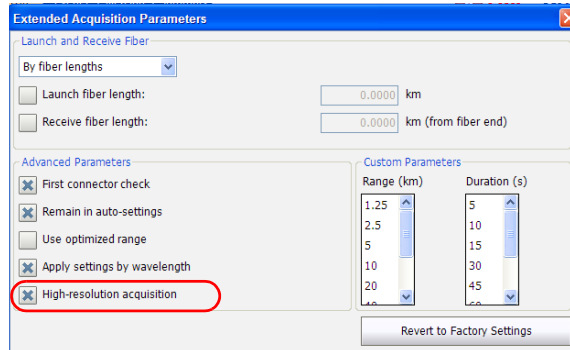 Extended Acquisition Parameters
Launch and Receive Fiber
By fiber lengths
Launch fiber length:
0.0000 km
Receive fiber length:
0.0000 km (from fiber end)
Advanced Parameters
First connector check
Remain in auto-settings
Use optimized range
Apply settings by wavelength
High-resolution acquisition
Custom Parameters
Range (km) Duration (s)
1.25 5
2.5 10
5 15
10 30
20 45
Revert to Factory Settings